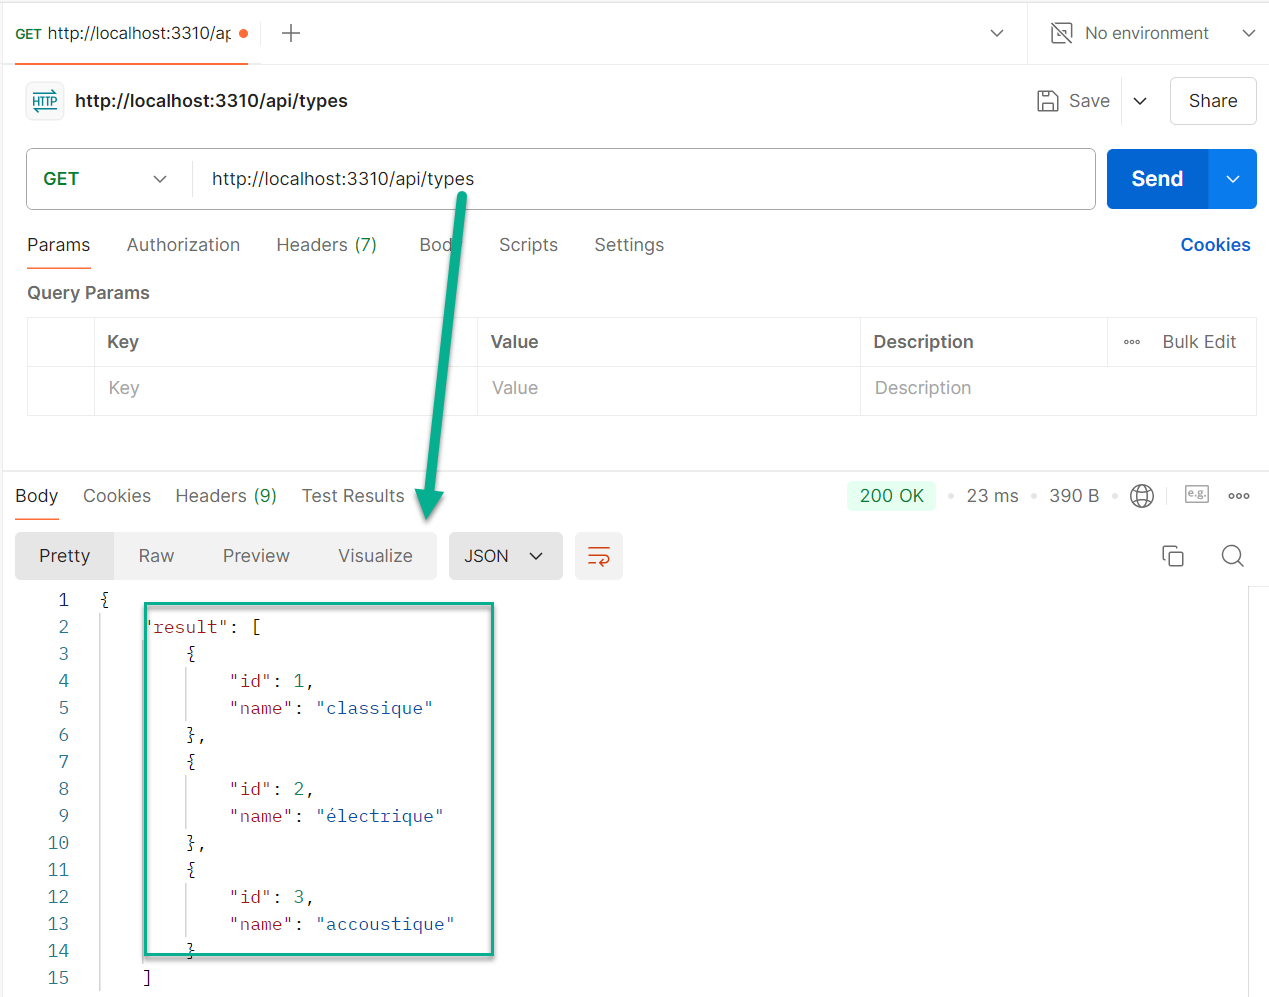 GET http://localhost:3310/ap
No environment
HTTP http://localhost:3310/api/types
Save
Share
GET http://localhost:3310/api/types
Send
Params Authorization Headers (7) Bod Scripts Settings
Cookies
Query Params
Key Value Description ooo Bulk Edit
Key Value Description
Body Cookies Headers (9) Test Results
200 OK 23 ms 390 B e.g. ooo
Pretty Raw Preview Visualize JSON
1 {
2 "result": [
3 {
4 "id": 1,
5 "name": "classique"
6 },
7 {
8 "id": 2,
9 "name": "électrique"
10 },
11 {
12 "id": 3,
13 "name": "accoustique"
14 }
15 ]